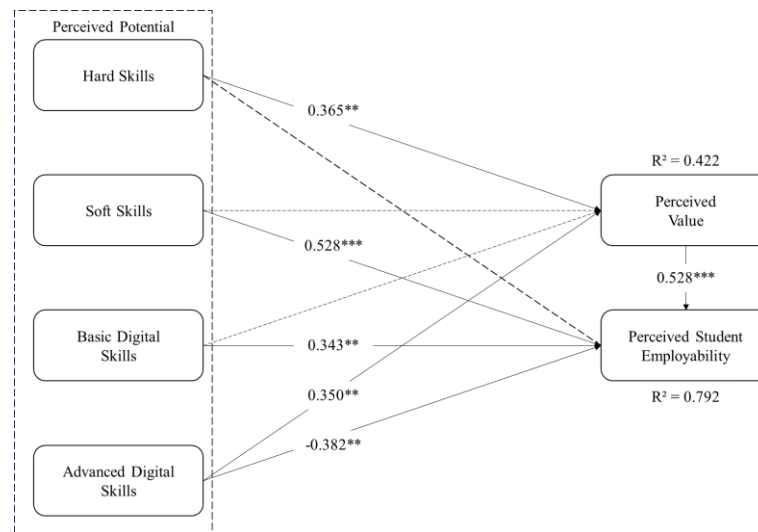 Perceived Potential
Hard Skills
0.365**
R² = 0.422
Soft Skills
Perceived
Value
0.528***
0.528***
Basic Digital
Skills
0.343**
Perceived Student
Employability
0.350**
R² = 0.792
-0.382**
Advanced Digital
Skills